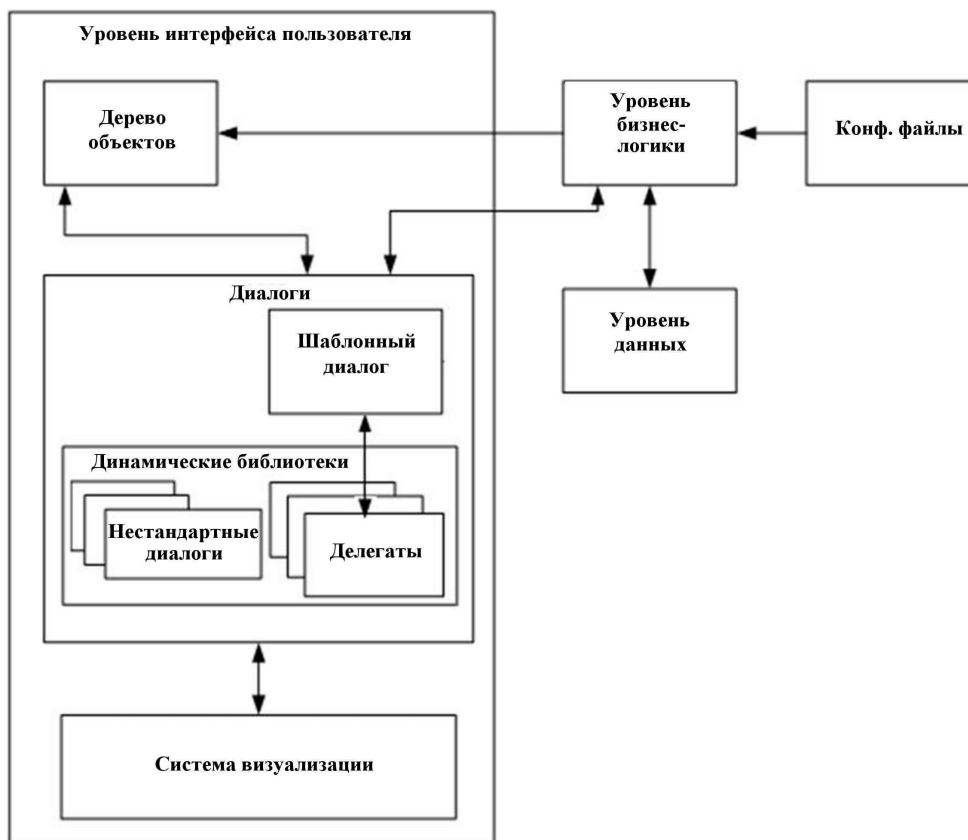 Уровень интерфейса пользователя
Дерево
объектов
Уровень
бизнес-
логики
Конф. файлы
Диалоги
Шаблонный
диалог
Уровень
данных
Динамические библиотеки
Нестандартные
диалоги
Делегаты
Система визуализации